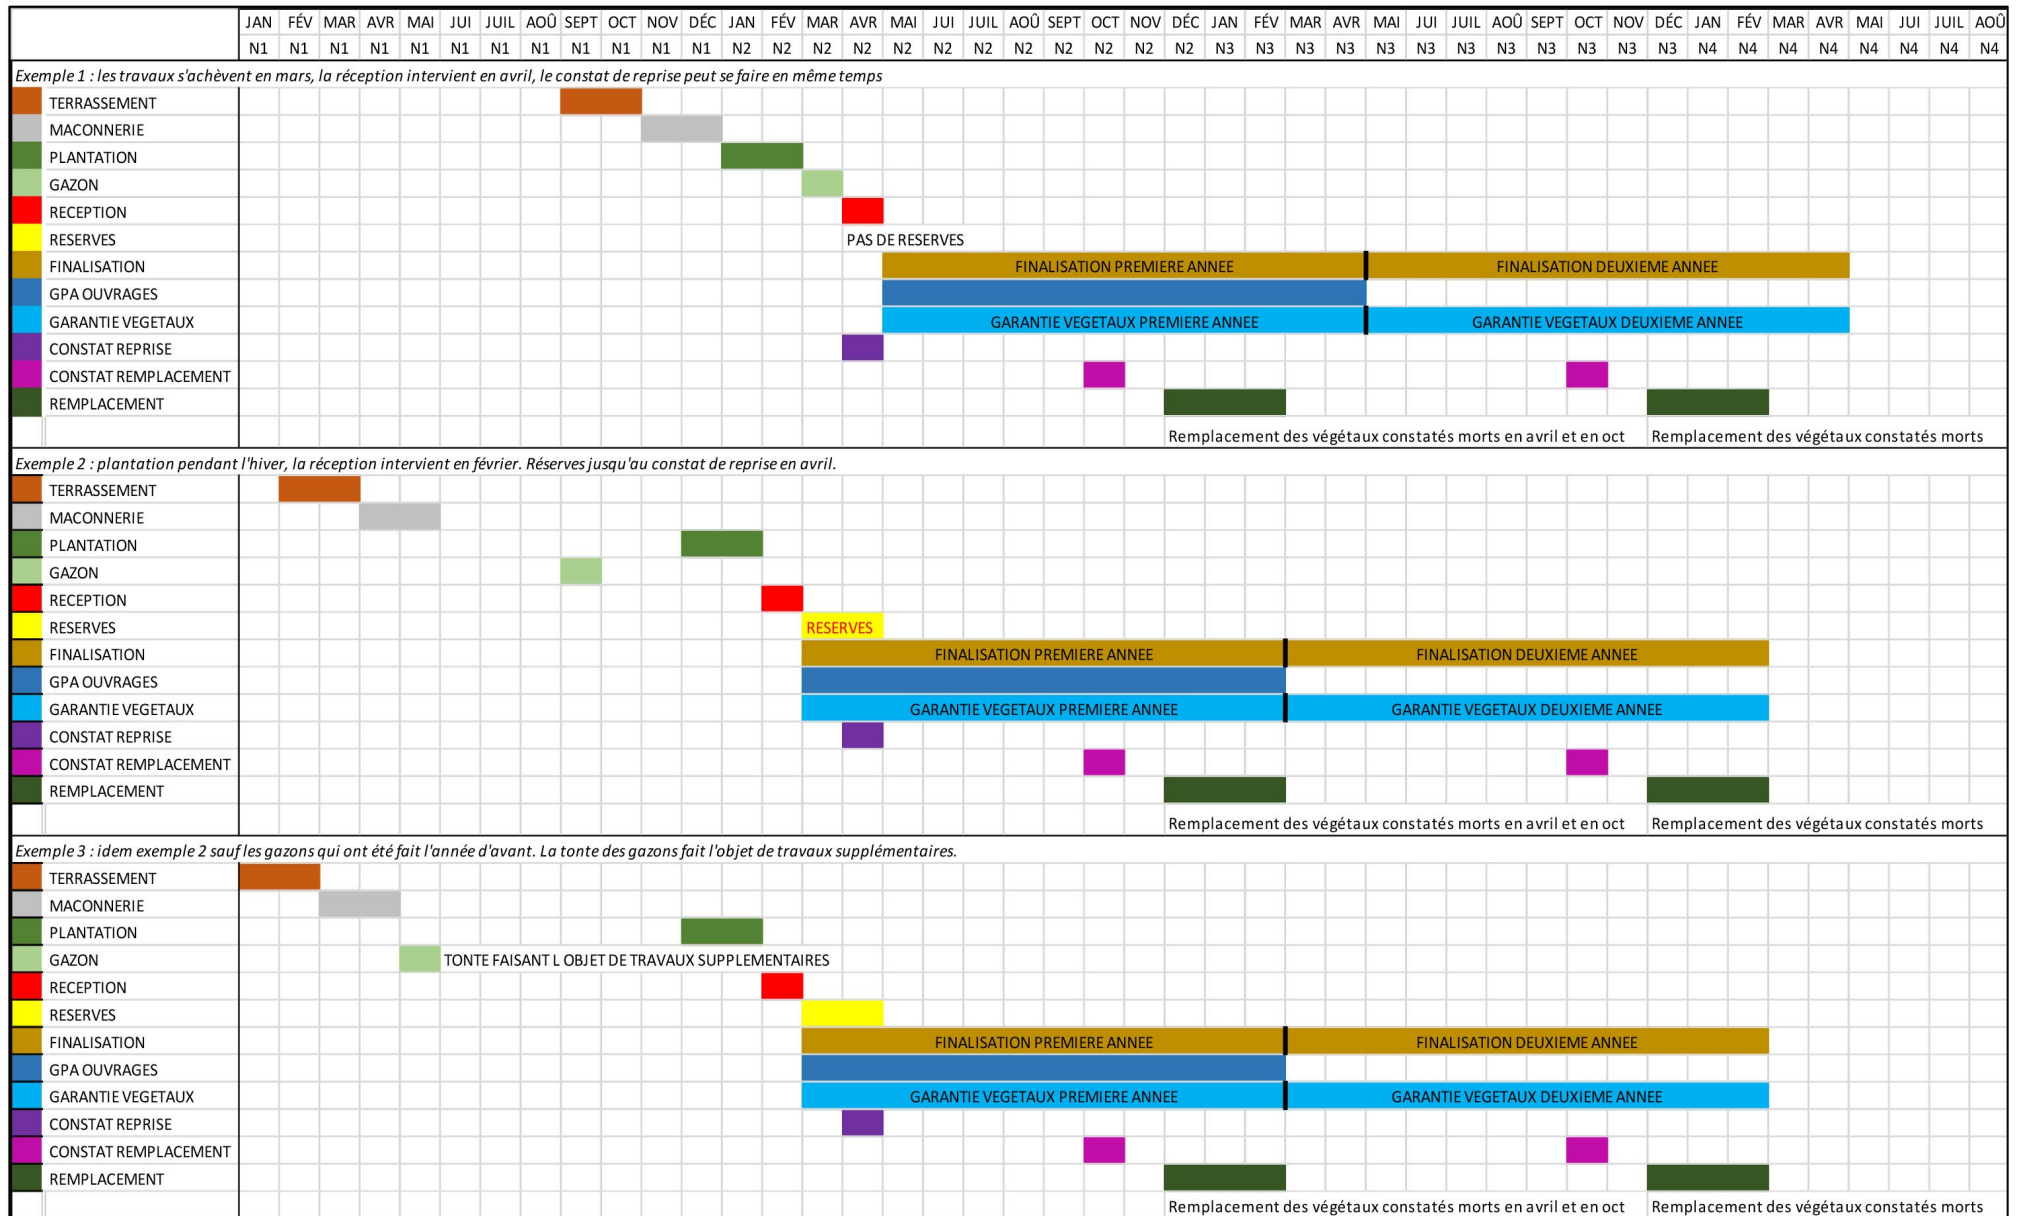 JAN FÉV MAR AVR MAI JUI JUIL AOÛ SEPT OCT NOV DÉC JAN FÉV MAR AVR MAI JUI JUIL AOÛ SEPT OCT NOV DÉC JAN FÉV MAR AVR MAI JUI JUIL AOÛ SEPT OCT NOV DÉC JAN FÉV MAR AVR MAI JUI JUIL AOÛ
N1 N1 N1 N1 N1 N1 N1 N1 N1 N1 N1 N1 N2 N2 N2 N2 N2 N2 N2 N2 N2 N2 N2 N2 N3 N3 N3 N3 N3 N3 N3 N3 N3 N3 N3 N3 N4 N4 N4 N4 N4 N4 N4 N4
Exemple 1 : les travaux s'achèvent en mars, la réception intervient en avril, le constat de reprise peut se faire en même temps
TERRASSEMENT
MACONNERIE
PLANTATION
GAZON
RECEPTION
RESERVES PAS DE RESERVES
FINALISATION FINALISATION PREMIERE ANNEE FINALISATION DEUXIEME ANNEE
GPA OUVRAGES
GARANTIE VEGETAUX GARANTIE VEGETAUX PREMIERE ANNEE GARANTIE VEGETAUX DEUXIEME ANNEE
CONSTAT REPRISE
CONSTAT REMPLACEMENT
REMPLACEMENT
Remplacement des végétaux constatés morts en avril et en oct Remplacement des végétaux constatés morts
Exemple 2 : plantation pendant l'hiver, la réception intervient en février. Réserves jusqu'au constat de reprise en avril.
TERRASSEMENT
MACONNERIE
PLANTATION
GAZON
RECEPTION
RESERVES RESERVES
FINALISATION FINALISATION PREMIERE ANNEE FINALISATION DEUXIEME ANNEE
GPA OUVRAGES
GARANTIE VEGETAUX GARANTIE VEGETAUX PREMIERE ANNEE GARANTIE VEGETAUX DEUXIEME ANNEE
CONSTAT REPRISE
CONSTAT REMPLACEMENT
REMPLACEMENT
Remplacement des végétaux constatés morts en avril et en oct Remplacement des végétaux constatés morts
Exemple 3 : idem exemple 2 sauf les gazons qui ont été fait l'année d'avant. La tonte des gazons fait l'objet de travaux supplémentaires.
TERRASSEMENT
MACONNERIE
PLANTATION
GAZON TONTE FAISANT L OBJET DE TRAVAUX SUPPLEMENTAIRES
RECEPTION
RESERVES
FINALISATION FINALISATION PREMIERE ANNEE FINALISATION DEUXIEME ANNEE
GPA OUVRAGES
GARANTIE VEGETAUX GARANTIE VEGETAUX PREMIERE ANNEE GARANTIE VEGETAUX DEUXIEME ANNEE
CONSTAT REPRISE
CONSTAT REMPLACEMENT
REMPLACEMENT
Remplacement des végétaux constatés morts en avril et en oct Remplacement des végétaux constatés morts